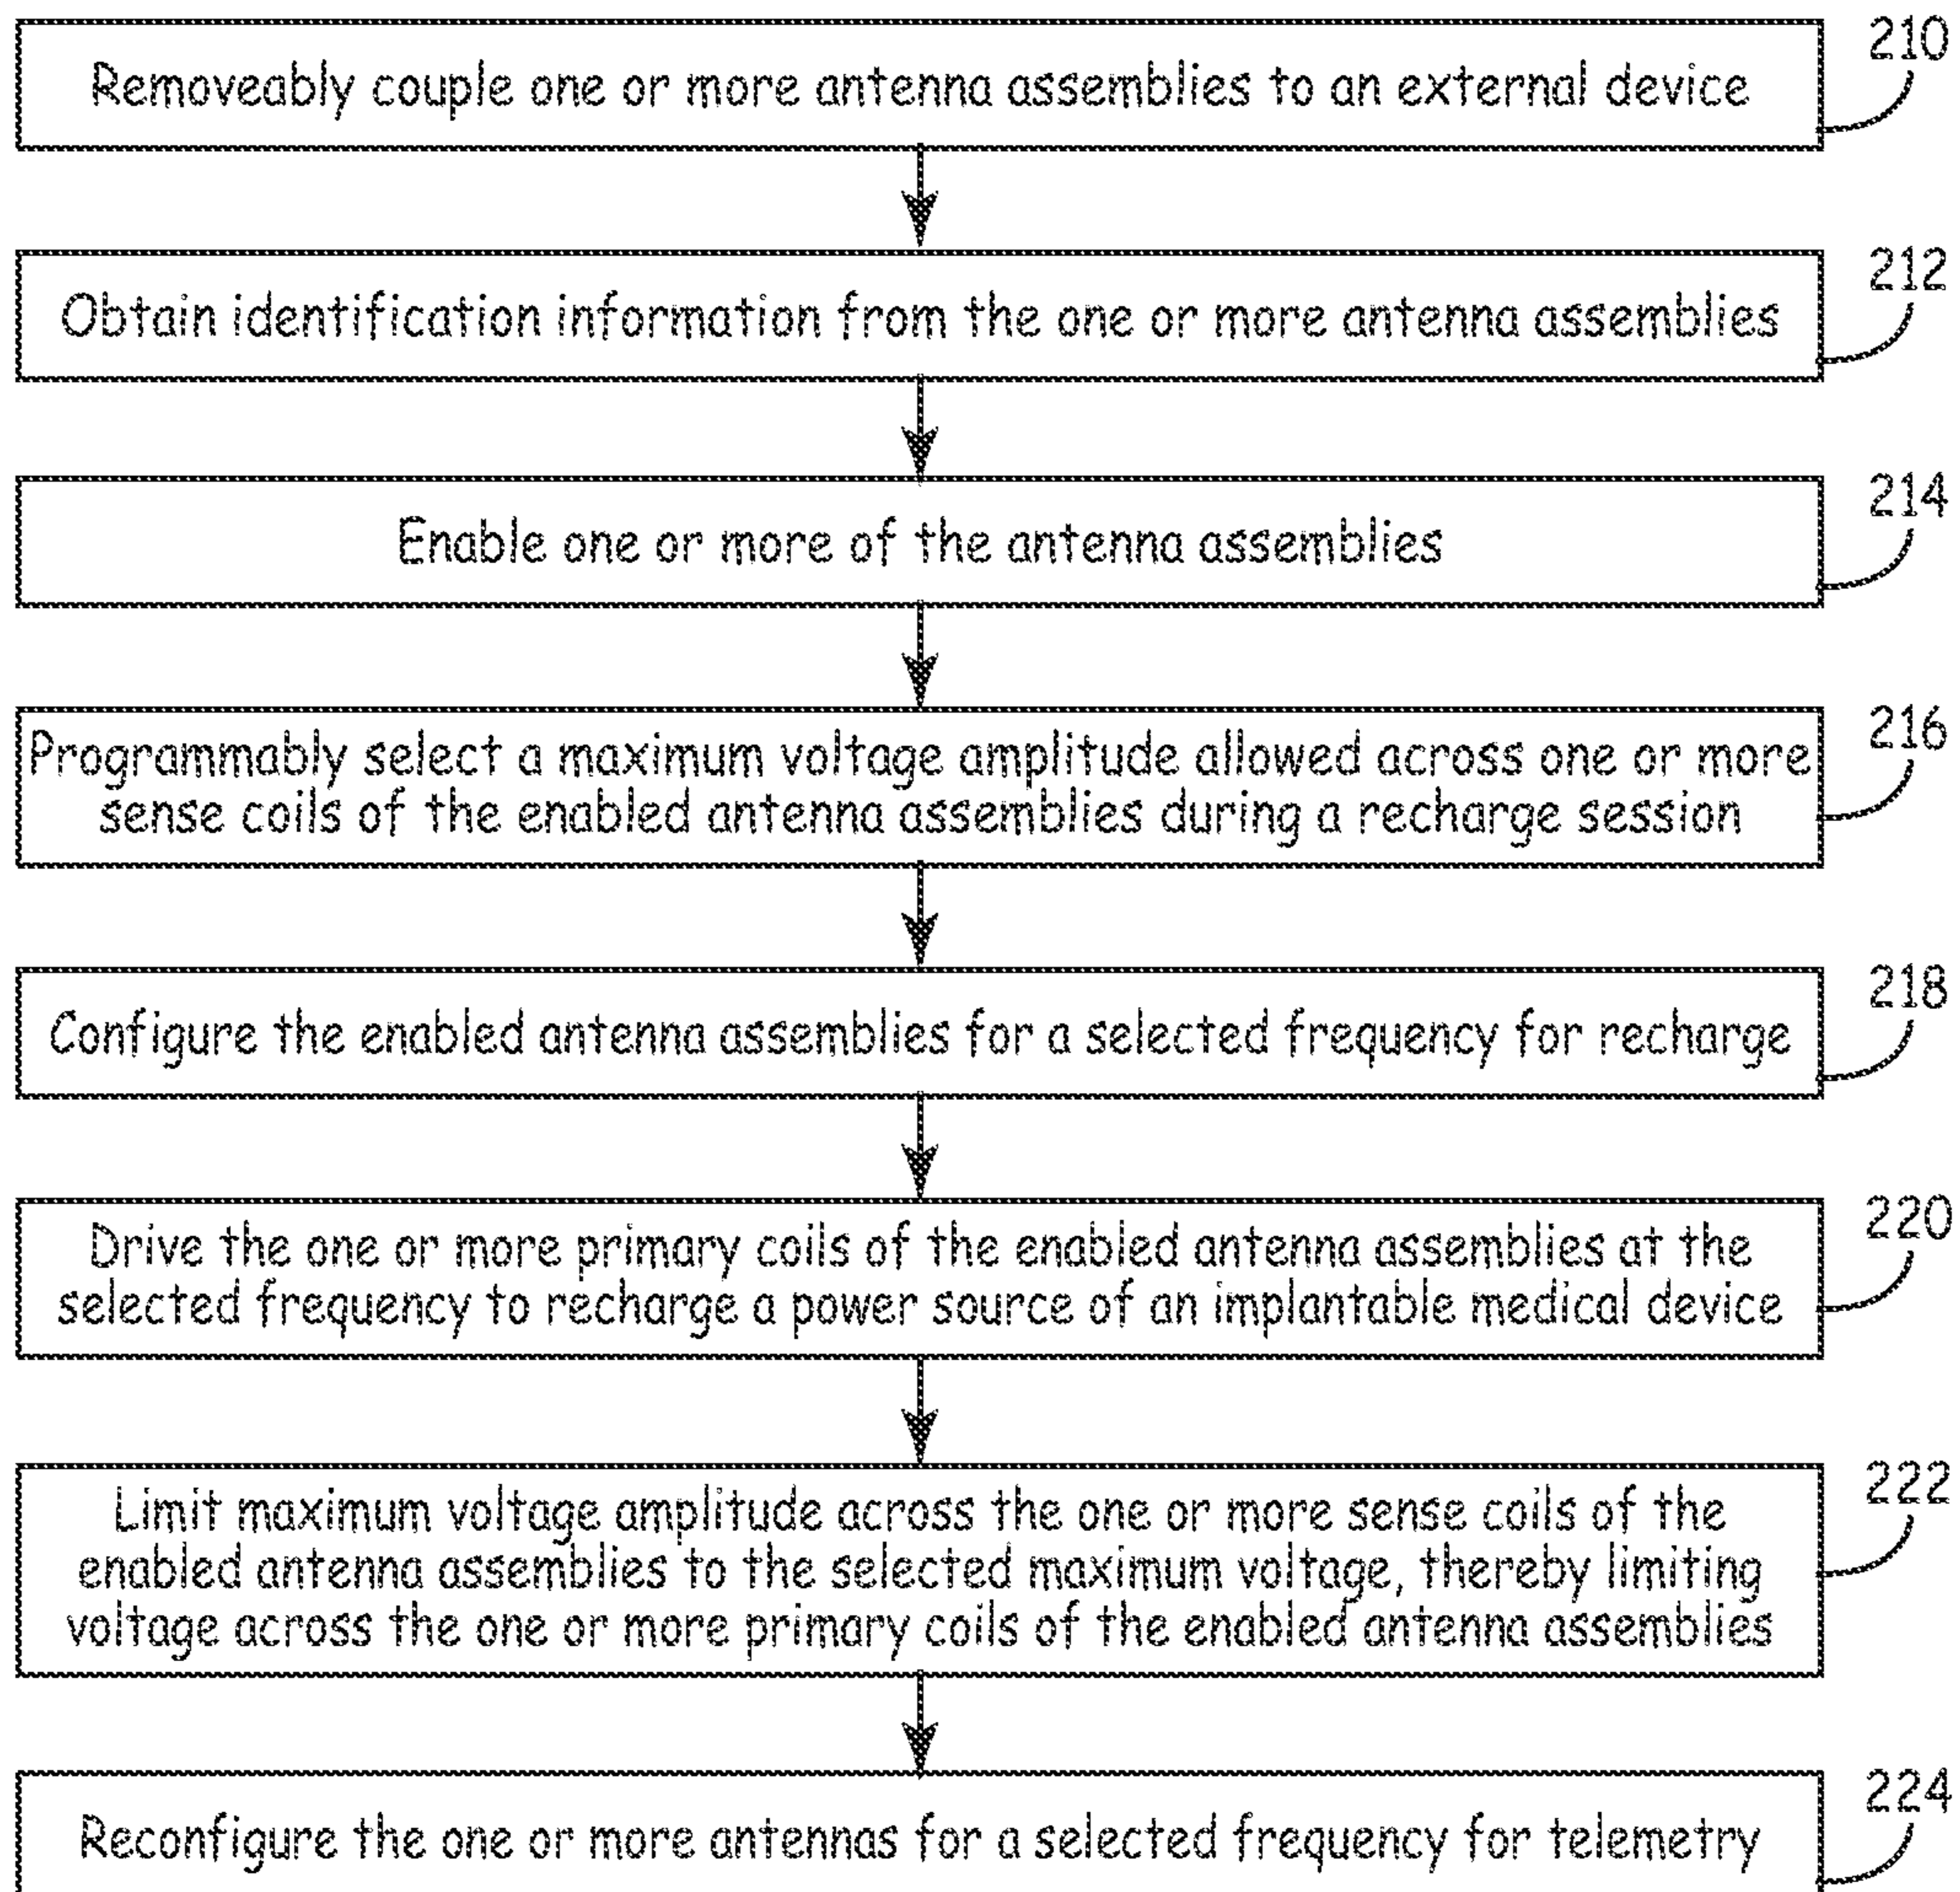 210
Removeably couple one or more antenna assemblies to an external device
212
Obtain identification information from the one or more antenna assemblies
214
Enable one or more of the antenna assemblies
216
Programmably select a maximum voltage amplitude allowed across one or more
sense coils of the enabled antenna assemblies during a recharge session
218
Configure the enabled antenna assemblies for a selected frequency for recharge
220
Drive the one or more primary coils of the enabled antenna assemblies at the
selected frequency to recharge a power source of an implantable medical device
222
Limit maximum voltage amplitude across the one or more sense coils of the
enabled antenna assemblies to the selected maximum voltage, thereby limiting
voltage across the one or more primary coils of the enabled antenna assemblies
224
Reconfigure the one or more antennas for a selected frequency for telemetry